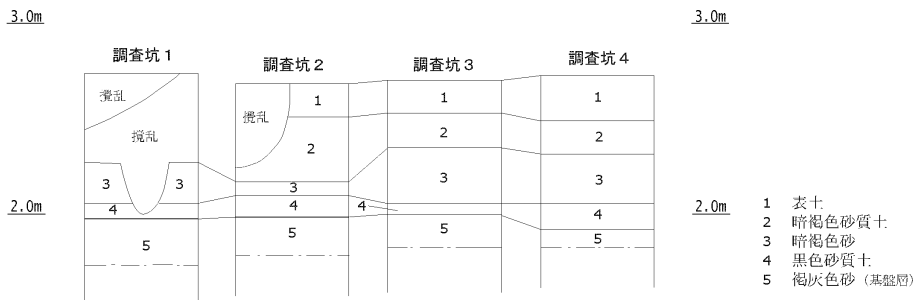 3.0m
3.0m
調査坑1
調査坑2
調査坑3
調査坑4
攪乱
攪乱
3
3
4
5
攪乱
1
2
3
4
5
1
2
3
4
5
1
2
3
4
5
2.0m
2.0m
1 表土
2 暗褐色砂質土
3 暗褐色砂
4 黒色砂質土
5 褐灰色砂（基盤層）